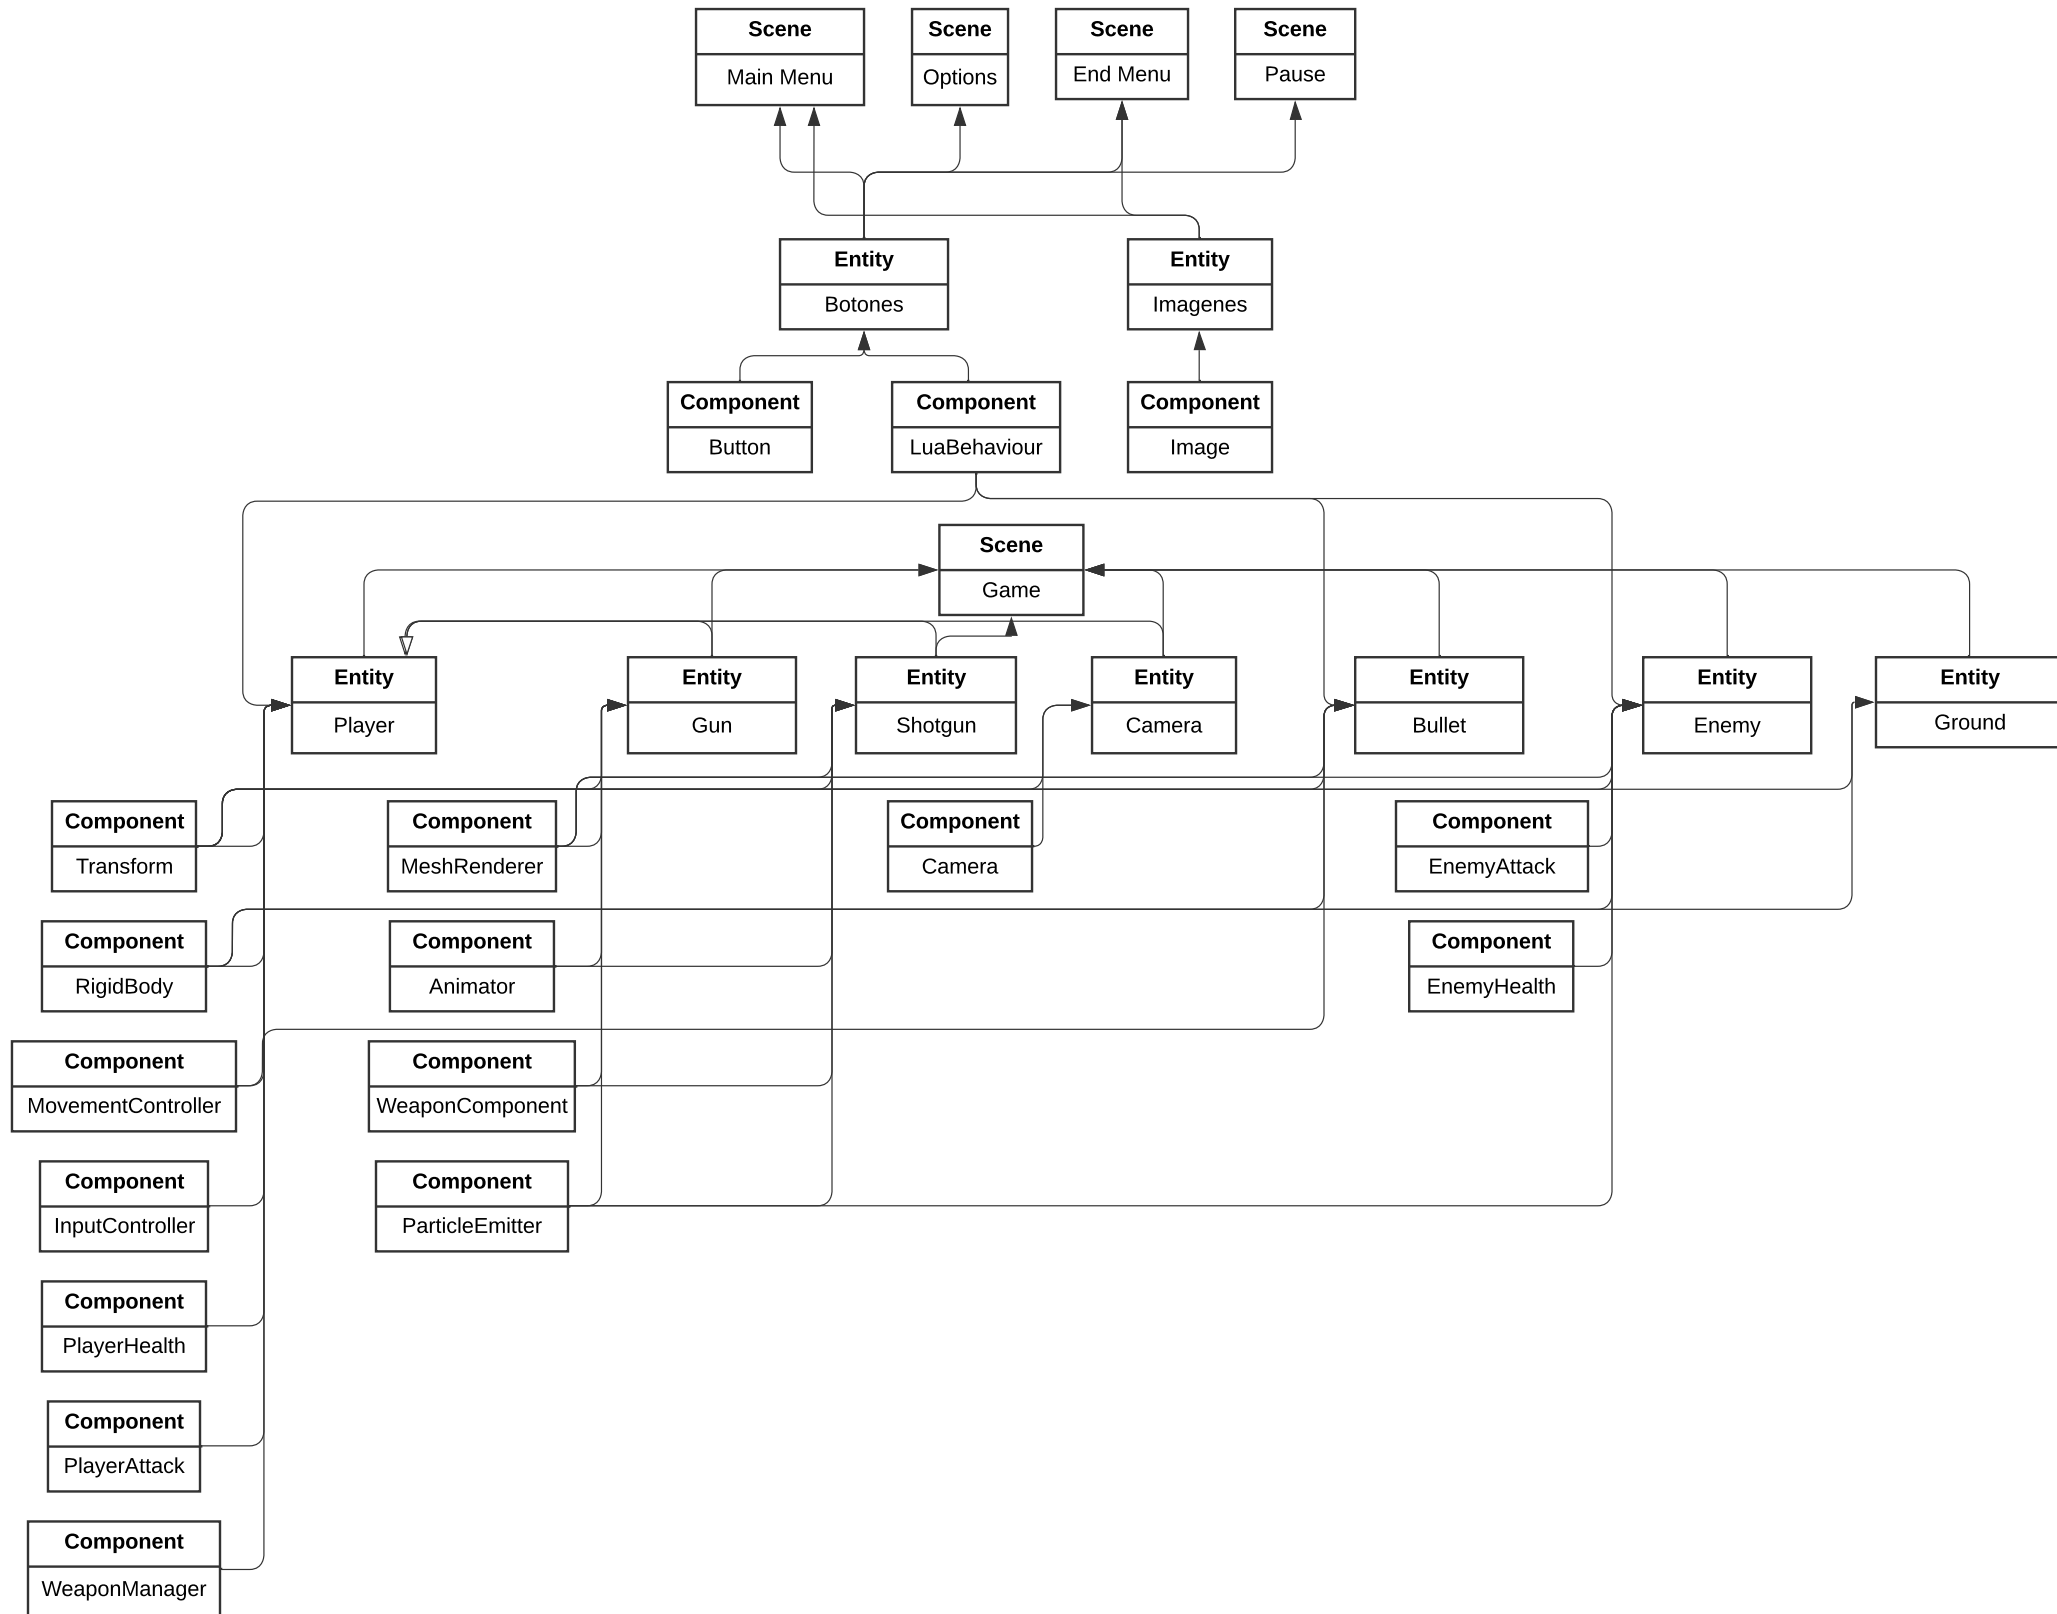 Scene
Main Menu
Scene
Options
Scene
End Menu
Scene
Pause
Entity
Botones
Entity
Imagenes
Component
Button
Component
LuaBehaviour
Component
Image
Scene
Game
Entity
Player
Entity
Gun
Entity
Shotgun
Entity
Camera
Entity
Bullet
Entity
Enemy
Entity
Ground
Component
Transform
Component
MeshRenderer
Component
Camera
Component
EnemyAttack
Component
RigidBody
Component
Animator
Component
EnemyHealth
Component
MovementController
Component
WeaponComponent
Component
InputController
Component
ParticleEmitter
Component
PlayerHealth
Component
PlayerAttack
Component
WeaponManager